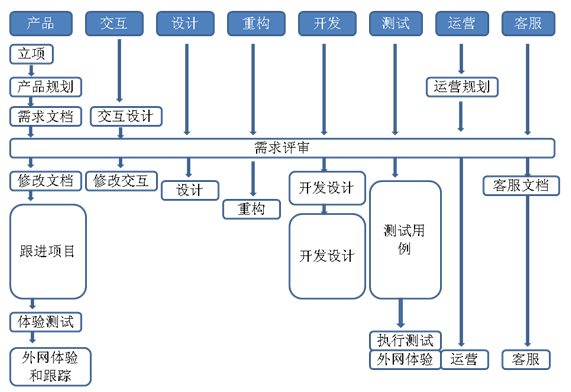 产品 交互 设计 重构 开发 测试 运营 客服
立项
产品规划 运营规划
需求文档 交互设计
需求评审
修改文档 修改交互 设计 开发设计 客服文档
重构
跟进项目 开发设计 测试用
例
体验测试
执行测试
外网体验
和跟踪
外网体验 运营 客服